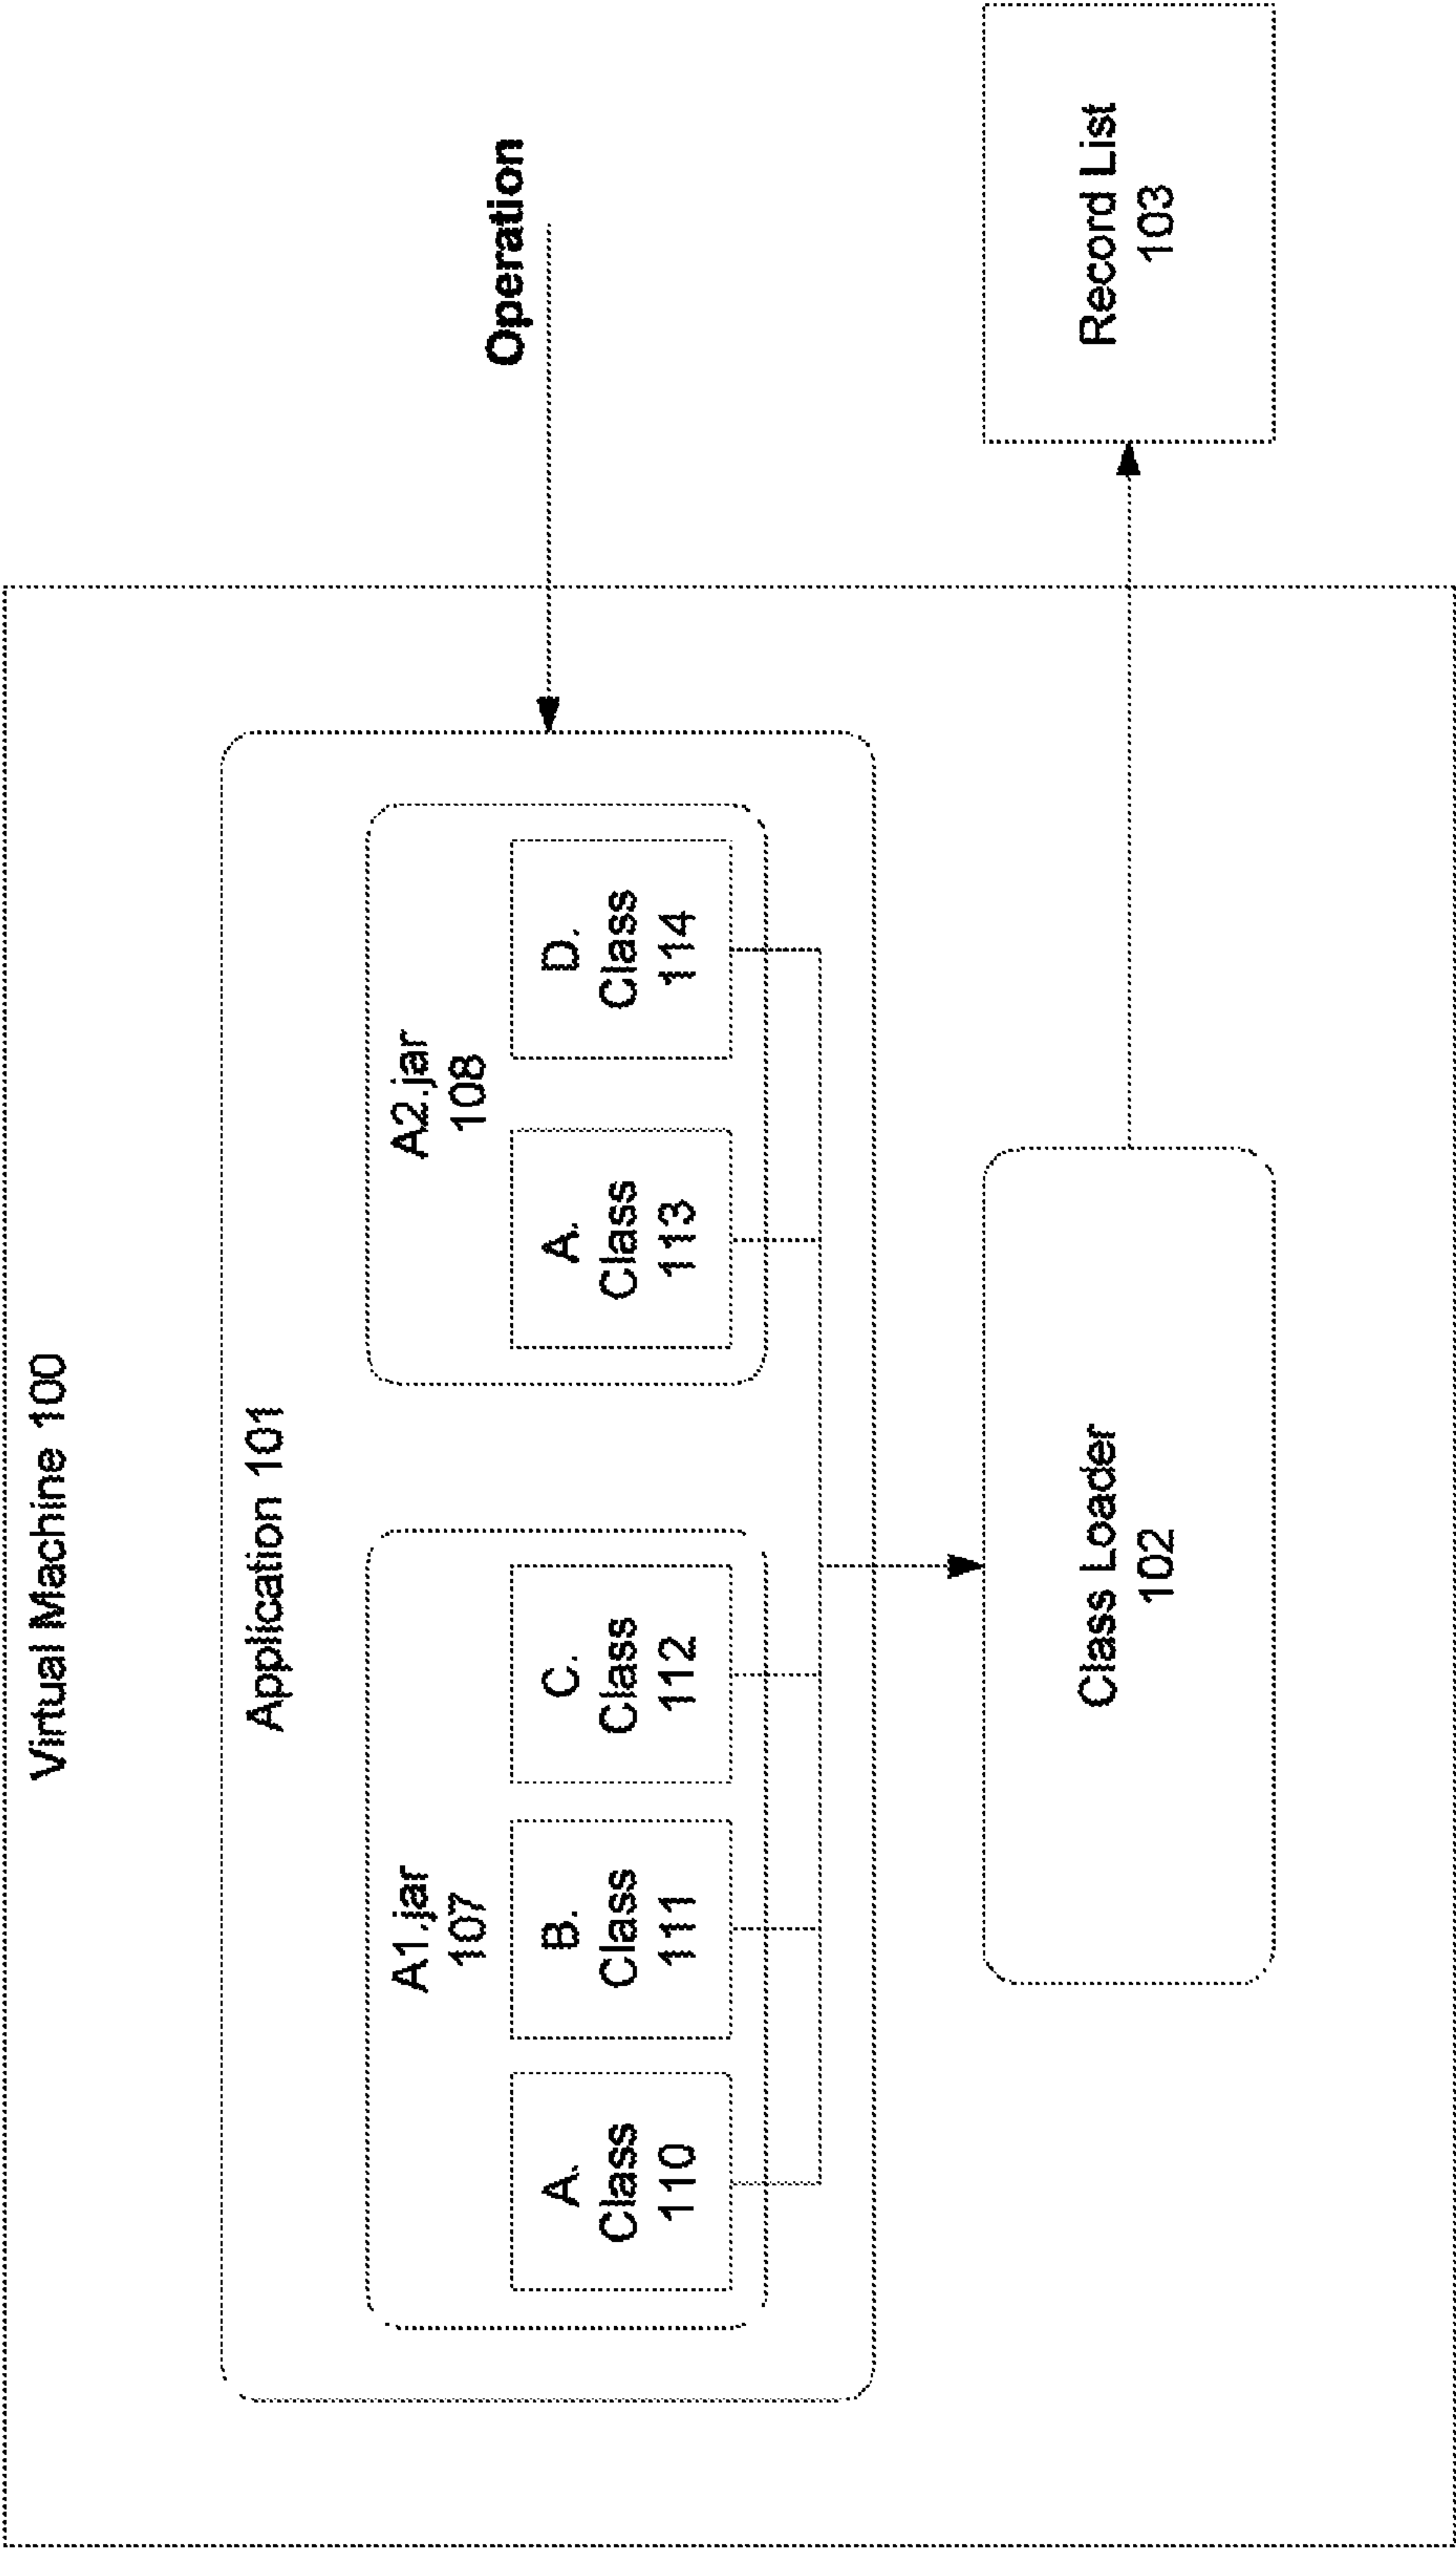 Virtual Machine 100
Application 101
A1.jar
107
A.
Class
110
B.
Class
111
C.
Class
112
A2.jar
108
A.
Class
113
D.
Class
114
Operation
Class Loader
102
Record List
103